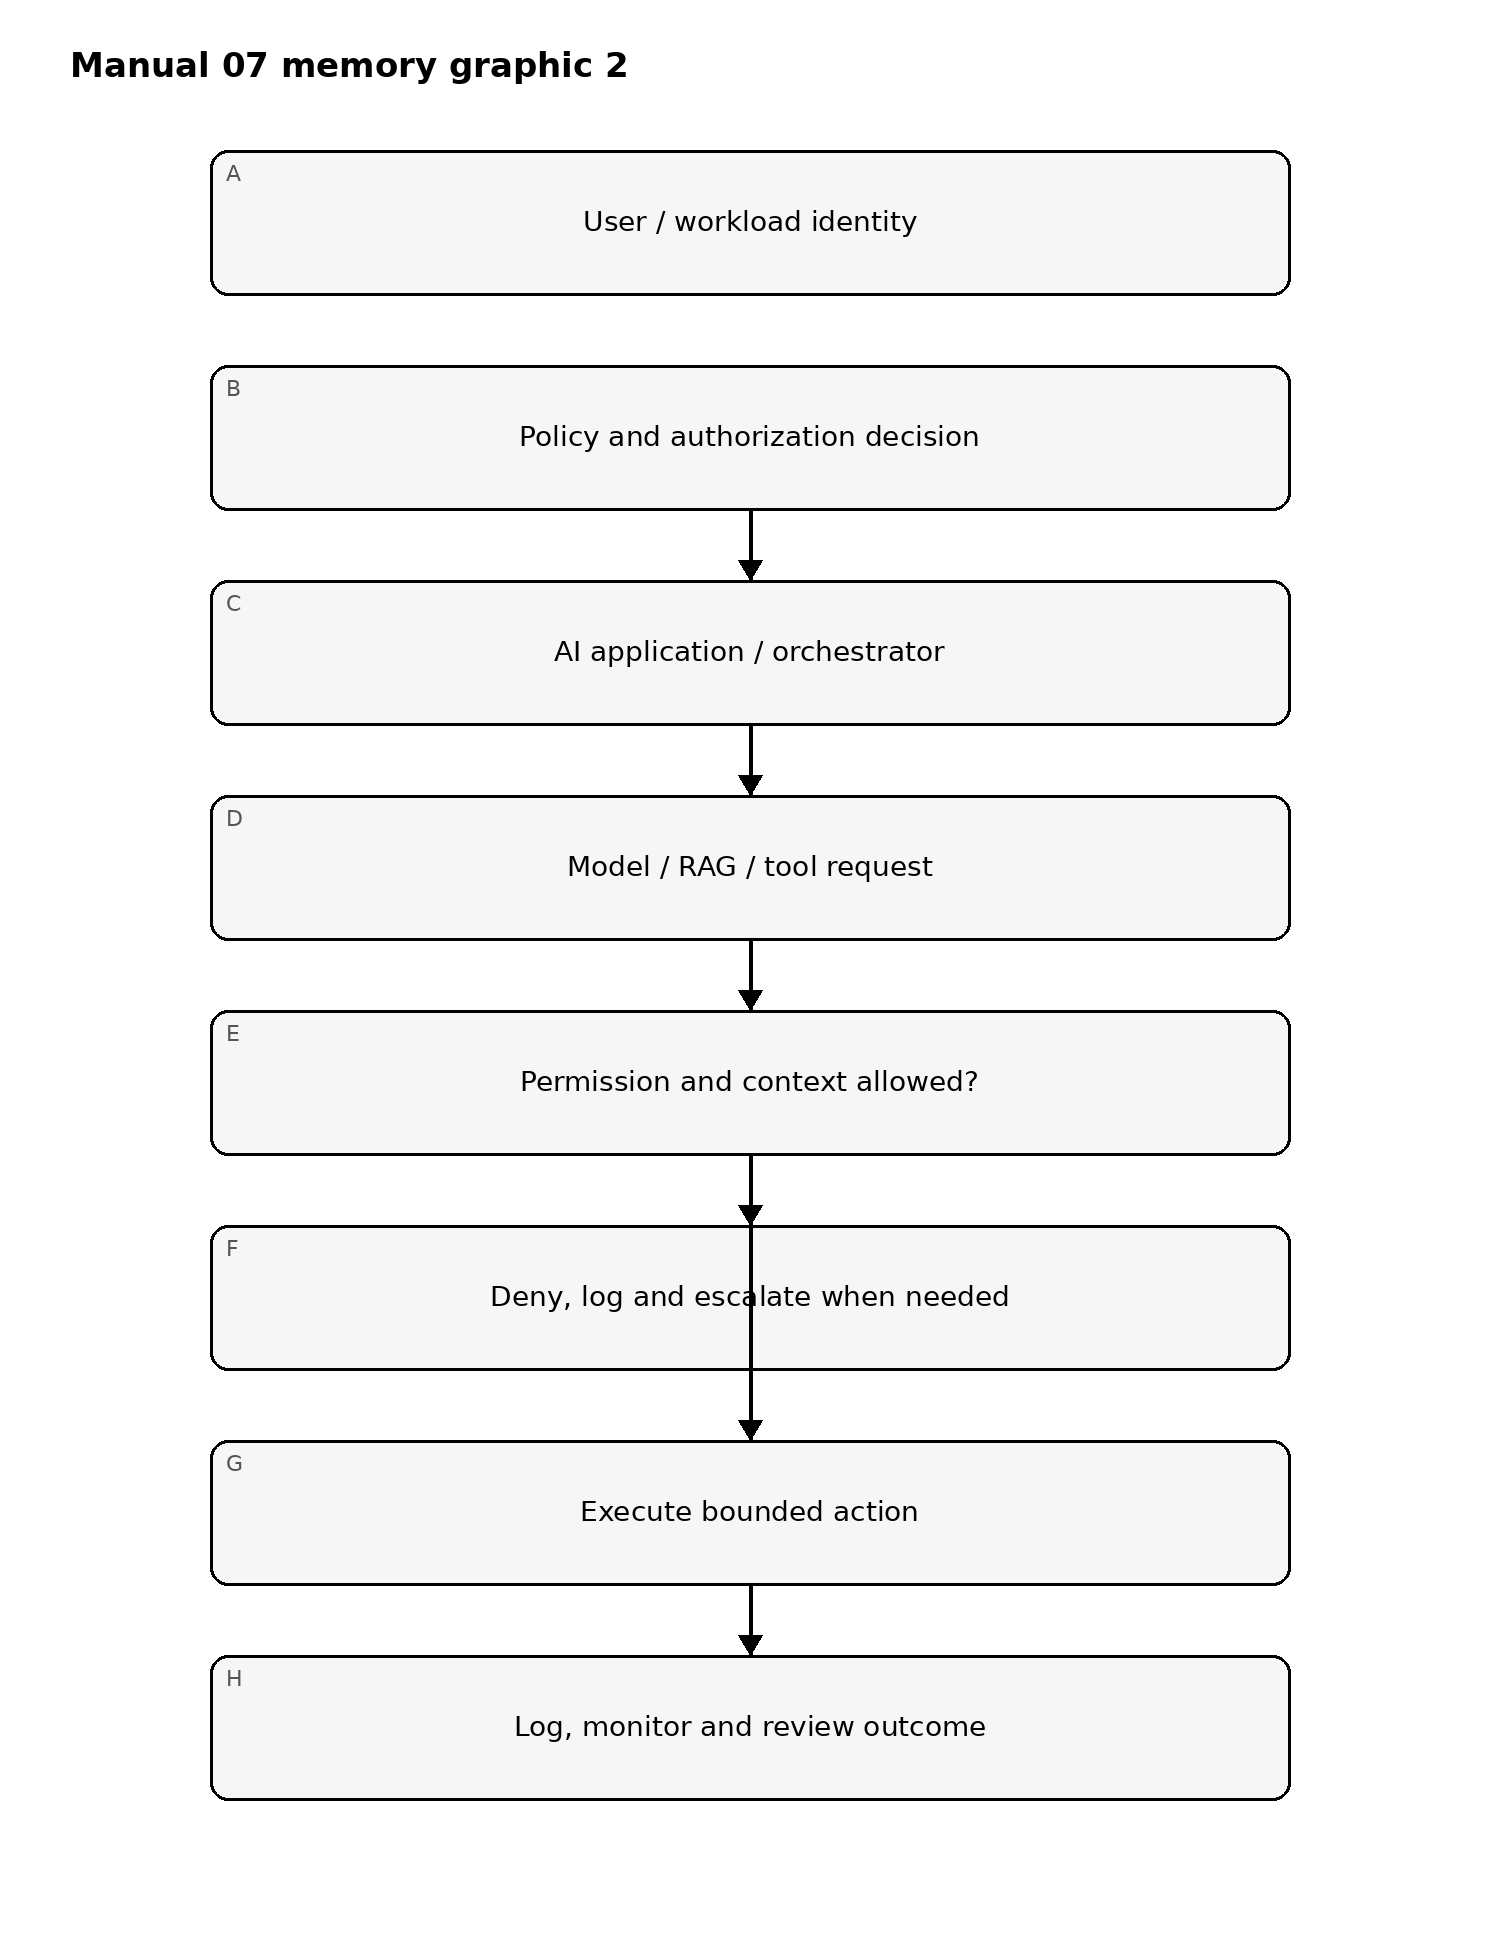 Manual 07 memory graphic 2
A
User / workload identity
B
Policy and authorization decision
C
AI application / orchestrator
D
Model / RAG / tool request
E
Permission and context allowed?
F
Deny, log and escalate when needed
G
Execute bounded action
H
Log, monitor and review outcome